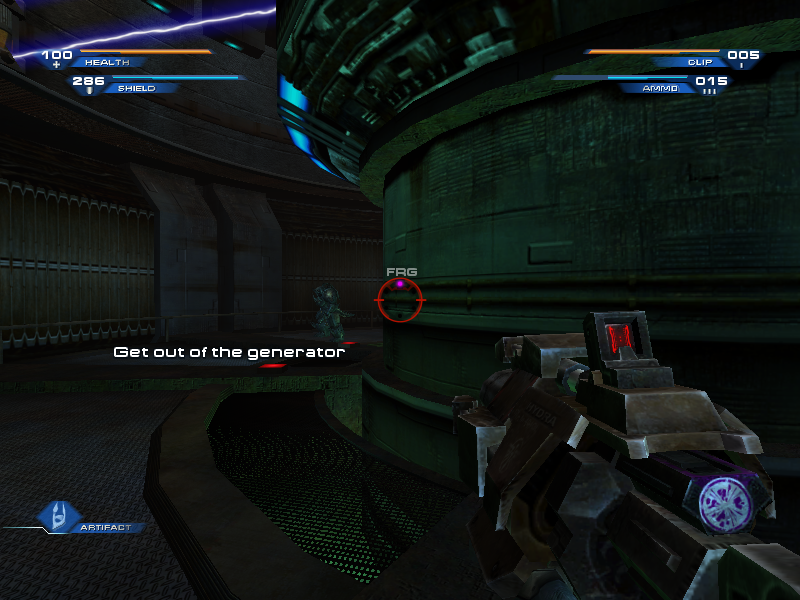 100
HEALTH
286
SHIELD
005
CLIP
015
AMMO
FRG
Get out of the generator
ARTIFACT